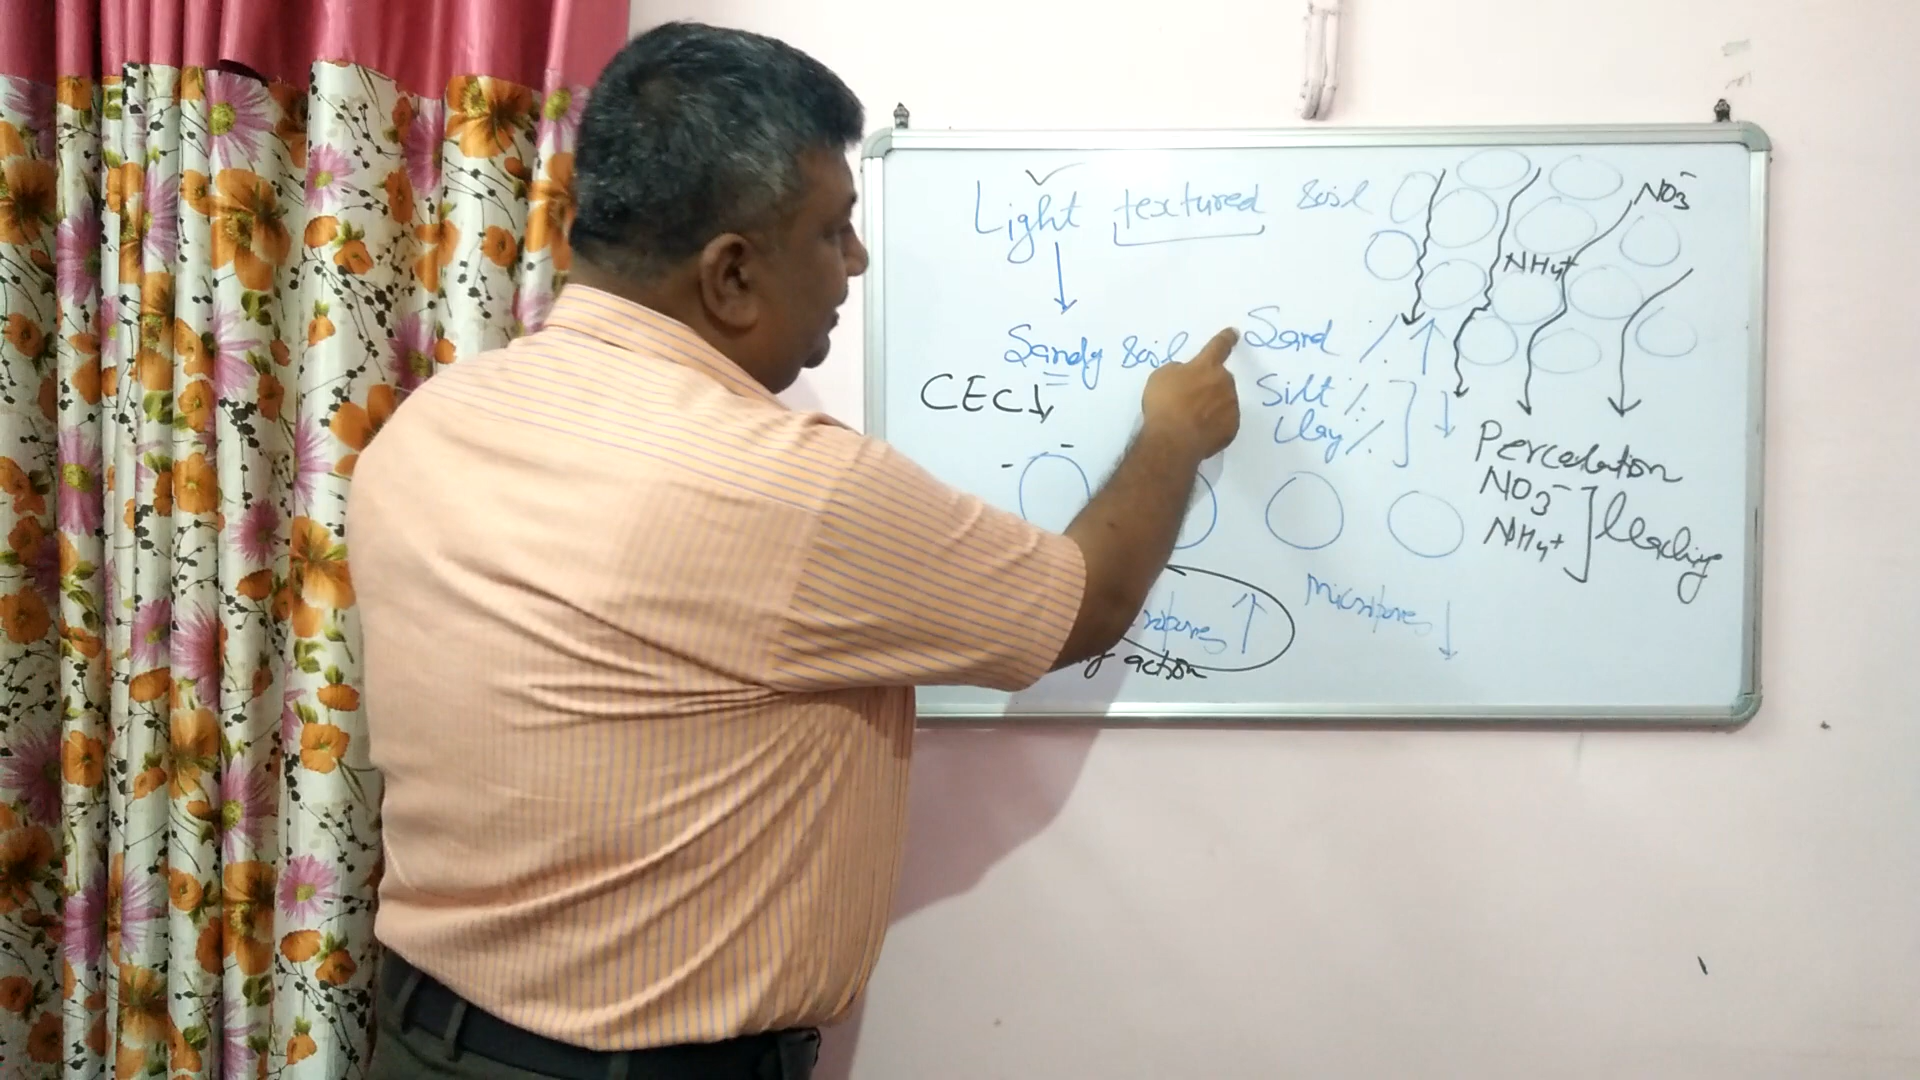 Light textured Soil
NO3-
NH4+
Sandy Soil
Sand % ↑
CEC ↓
Silt %
Clay % ] ↓
Percolation
NO3-
NH4+ ] leaching
micropores ↓
action